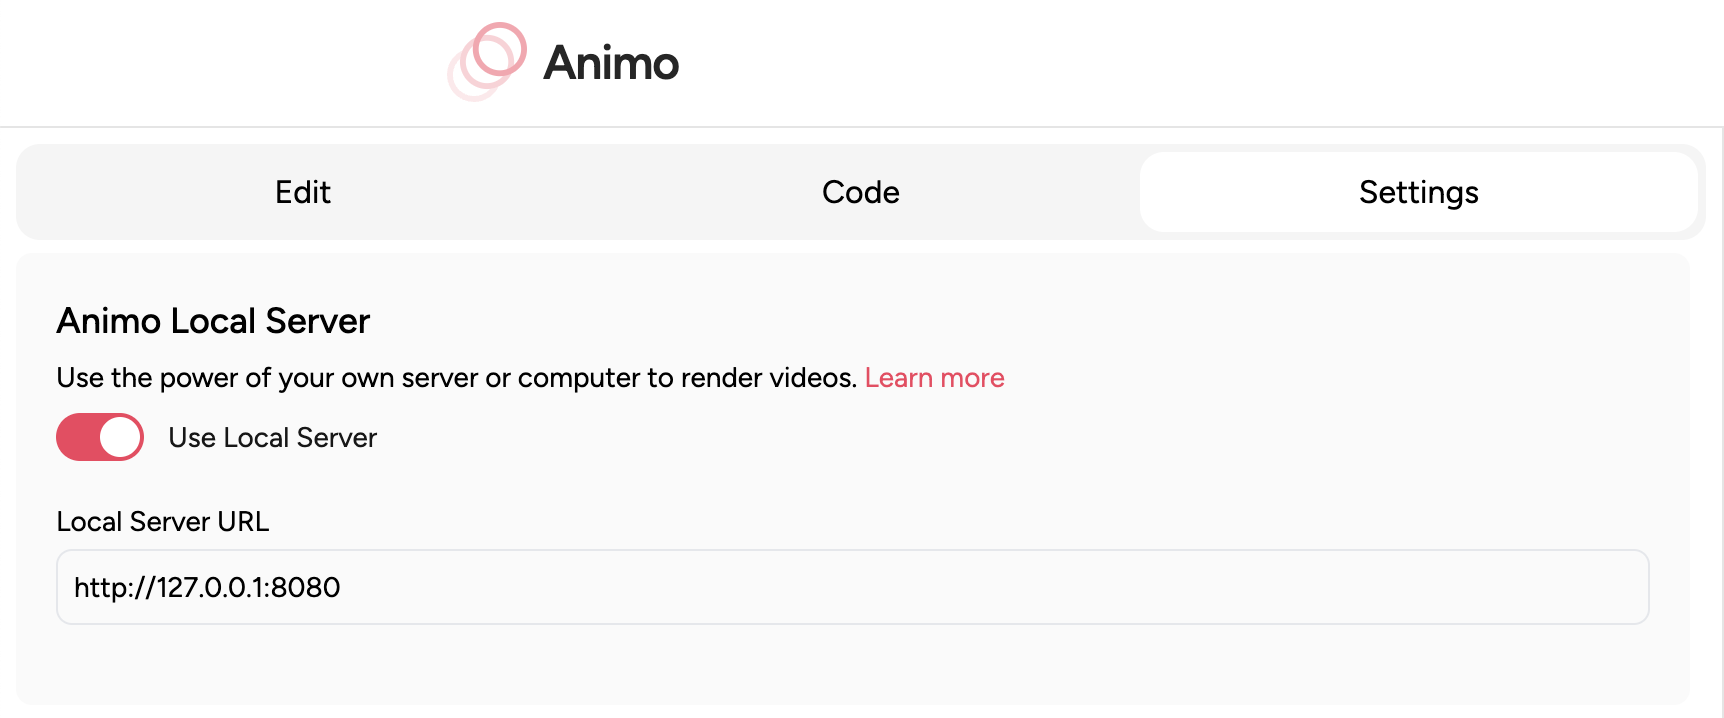 Animo
Edit Code Settings
Animo Local Server
Use the power of your own server or computer to render videos. Learn more
Use Local Server
Local Server URL
http://127.0.0.1:8080